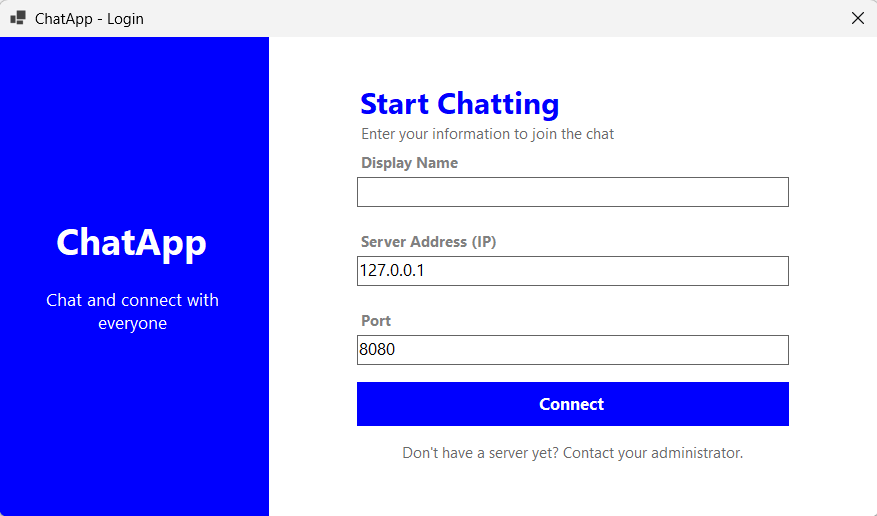 ChatApp - Login
ChatApp
Chat and connect with
everyone
Start Chatting
Enter your information to join the chat
Display Name
Server Address (IP)
127.0.0.1
Port
8080
Connect
Don't have a server yet? Contact your administrator.